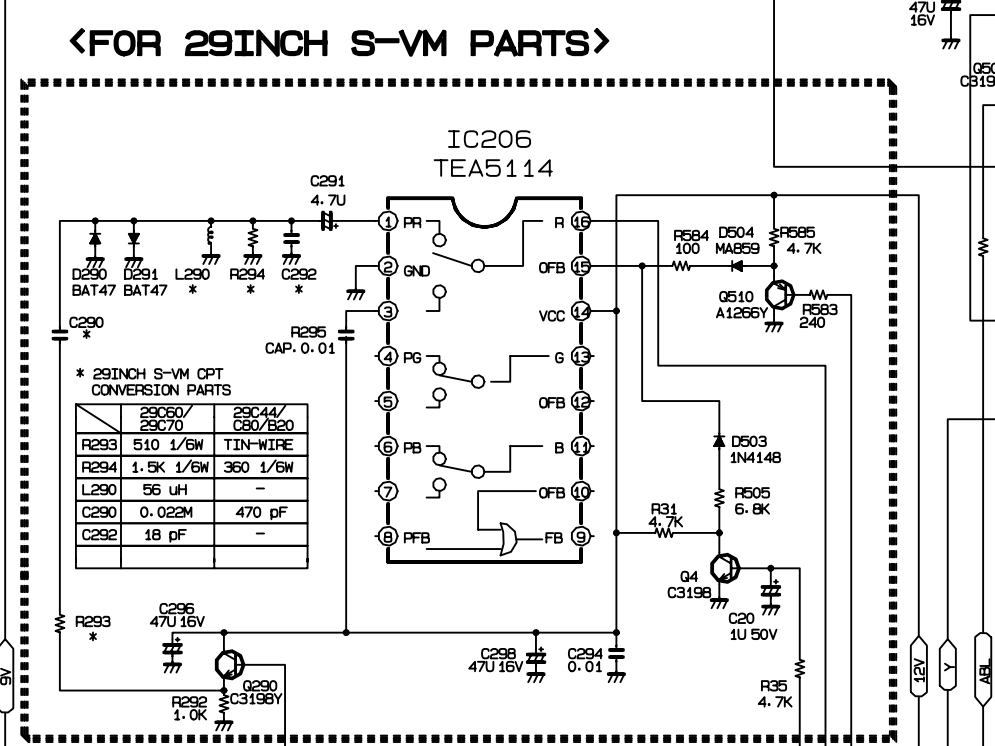 <FOR 29INCH S-VM PARTS>
47U
16V
C319
IC206
TEA5114
C291
4.7U
1 PR
2 GND
3
4 PG
5
6 PB
7
8 PFB
R 16
OFB 15
VCC 14
G 13
OFB 12
B 11
OFB 10
FB 9
D290
BAT47
D291
BAT47
L290
*
R294
*
C292
*
R584
100
D504
MA859
R585
4.7K
Q510
A1266Y
R583
240
C290
*
R295
CAP.0.01
* 29INCH S-VM CPT
CONVERSION PARTS
29C60/
29C70
29C44/
C80/B20
R293 510 1/6W TIN-WIRE
R294 1.5K 1/6W 360 1/6W
L290 56 uH -
C290 0.022M 470 pF
C292 18 pF -
D503
1N4148
R505
6.8K
R31
4.7K
Q4
C3198
C20
1U 50V
R35
4.7K
R293
*
C296
47U 16V
Q290
C3198Y
R292
1.0K
C298
47U 16V
C294
0.01
9V
12V
Y
ABL